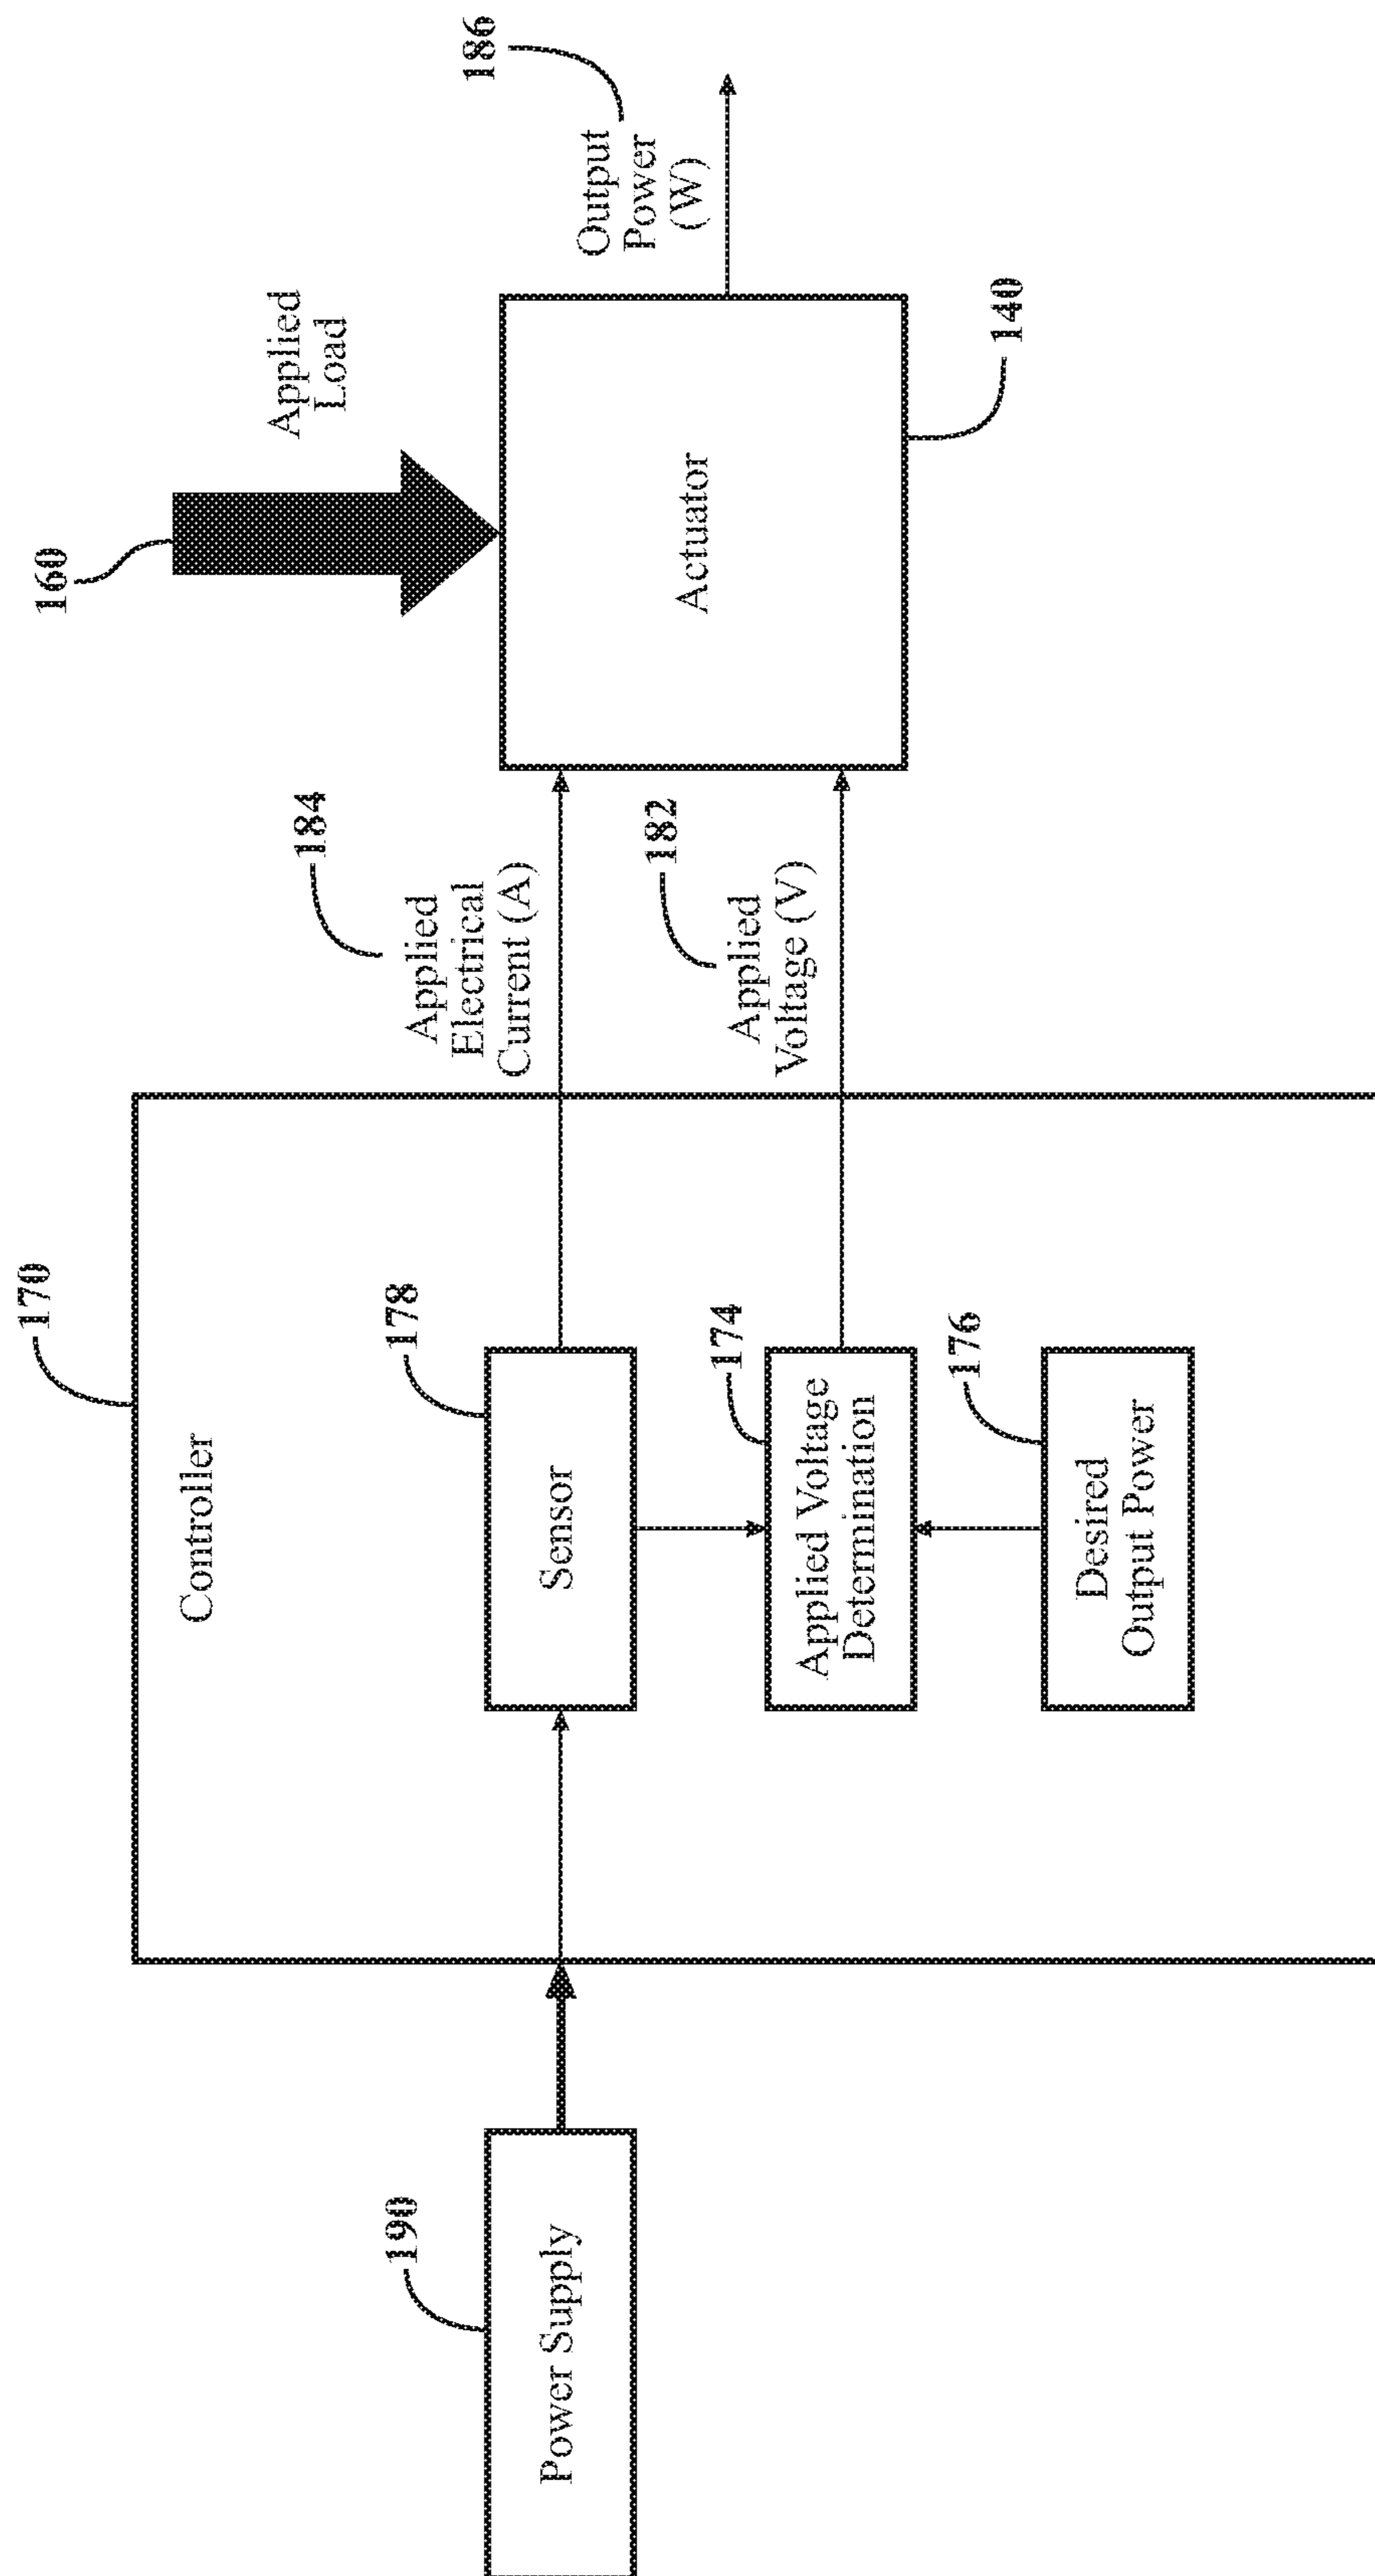 190
Power Supply
170
Controller
178
Sensor
174
Applied Voltage
Determination
176
Desired
Output Power
184
Applied
Electrical
Current (A)
182
Applied
Voltage (V)
160
Applied
Load
Actuator
140
186
Output
Power
(W)